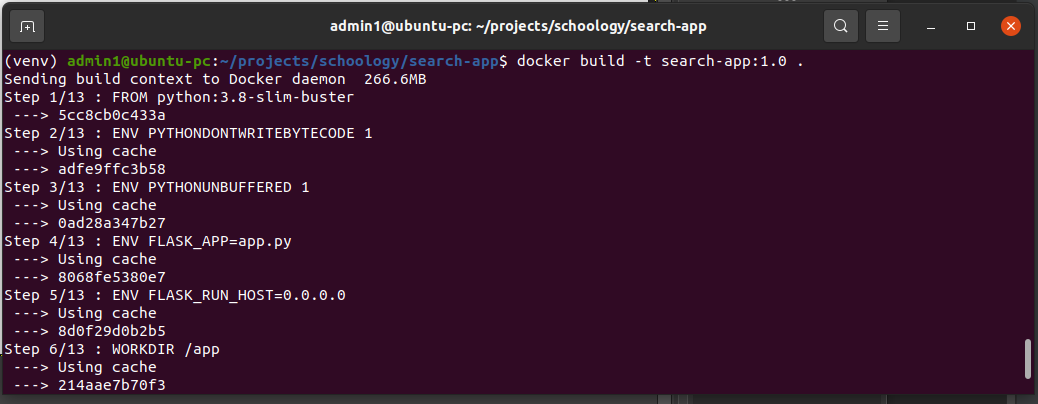 admin1@ubuntu-pc: ~/projects/schoology/search-app
(venv) admin1@ubuntu-pc:~/projects/schoology/search-app$ docker build -t search-app:1.0 .
Sending build context to Docker daemon  266.6MB
Step 1/13 : FROM python:3.8-slim-buster
 ---> 5cc8cb0c433a
Step 2/13 : ENV PYTHONDONTWRITEBYTECODE 1
 ---> Using cache
 ---> adfe9ffc3b58
Step 3/13 : ENV PYTHONUNBUFFERED 1
 ---> Using cache
 ---> 0ad28a347b27
Step 4/13 : ENV FLASK_APP=app.py
 ---> Using cache
 ---> 8068fe5380e7
Step 5/13 : ENV FLASK_RUN_HOST=0.0.0.0
 ---> Using cache
 ---> 8d0f29d0b2b5
Step 6/13 : WORKDIR /app
 ---> Using cache
 ---> 214aae7b70f3